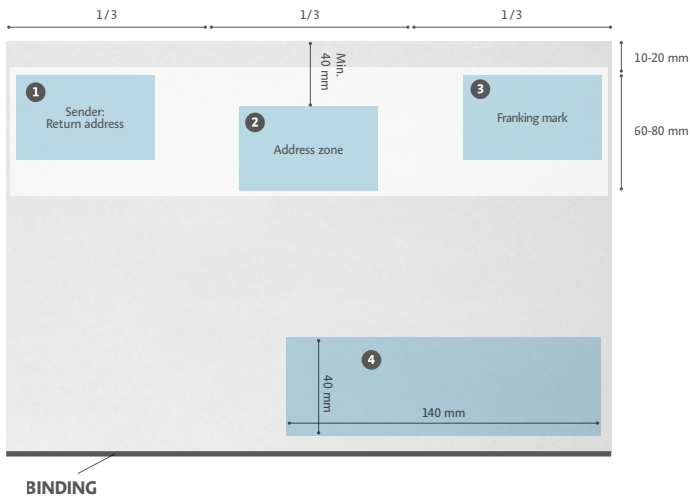 1/3
1/3
1/3
10-20 mm
Min.
40 mm
1
3
Sender:
Return address
Franking mark
2
Address zone
60-80 mm
4
40 mm
140 mm
BINDING